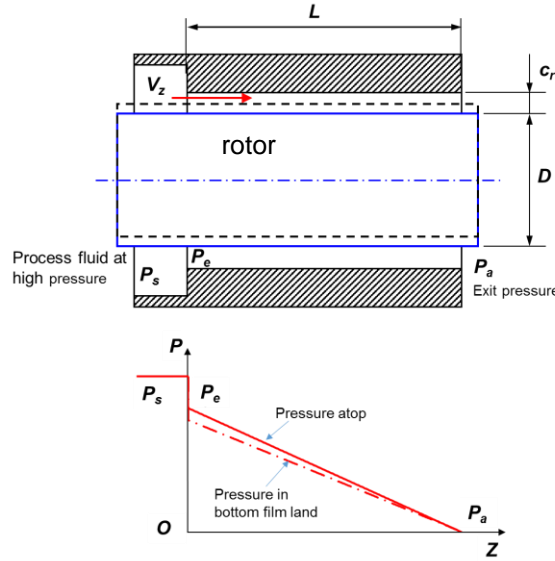 L
V_z
c_r
rotor
D
Process fluid at
high pressure
P_s
P_e
P_a
Exit pressure
P
P_s
P_e
Pressure atop
Pressure in
bottom film land
P_a
O
Z